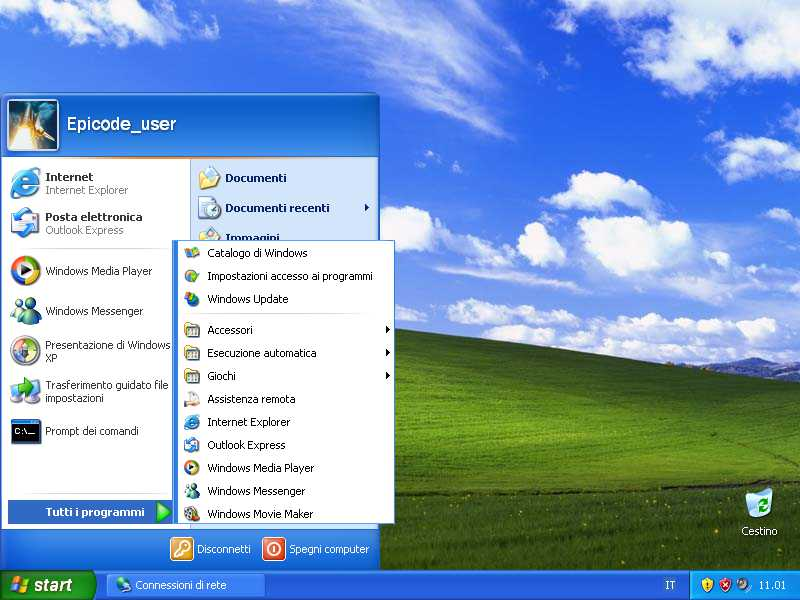 Epicode_user
Internet
Internet Explorer
Posta elettronica
Outlook Express
Windows Media Player
Windows Messenger
Presentazione di Windows
XP
Trasferimento guidato file
impostazioni
Prompt dei comandi
Tutti i programmi
Documenti
Documenti recenti
Immagini
Catalogo di Windows
Impostazioni accesso ai programmi
Windows Update
Accessori
Esecuzione automatica
Giochi
Assistenza remota
Internet Explorer
Outlook Express
Windows Media Player
Windows Messenger
Windows Movie Maker
Disconnetti
Spegni computer
Cestino
start
Connessioni di rete
IT
11.01
C:\_